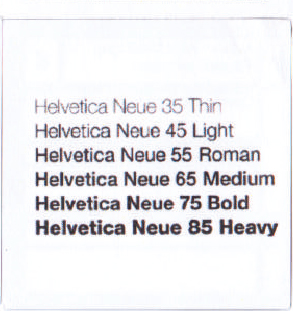 Helvetica Neue 35 Thin
Helvetica Neue 45 Light
Helvetica Neue 55 Roman
Helvetica Neue 65 Medium
Helvetica Neue 75 Bold
Helvetica Neue 85 Heavy